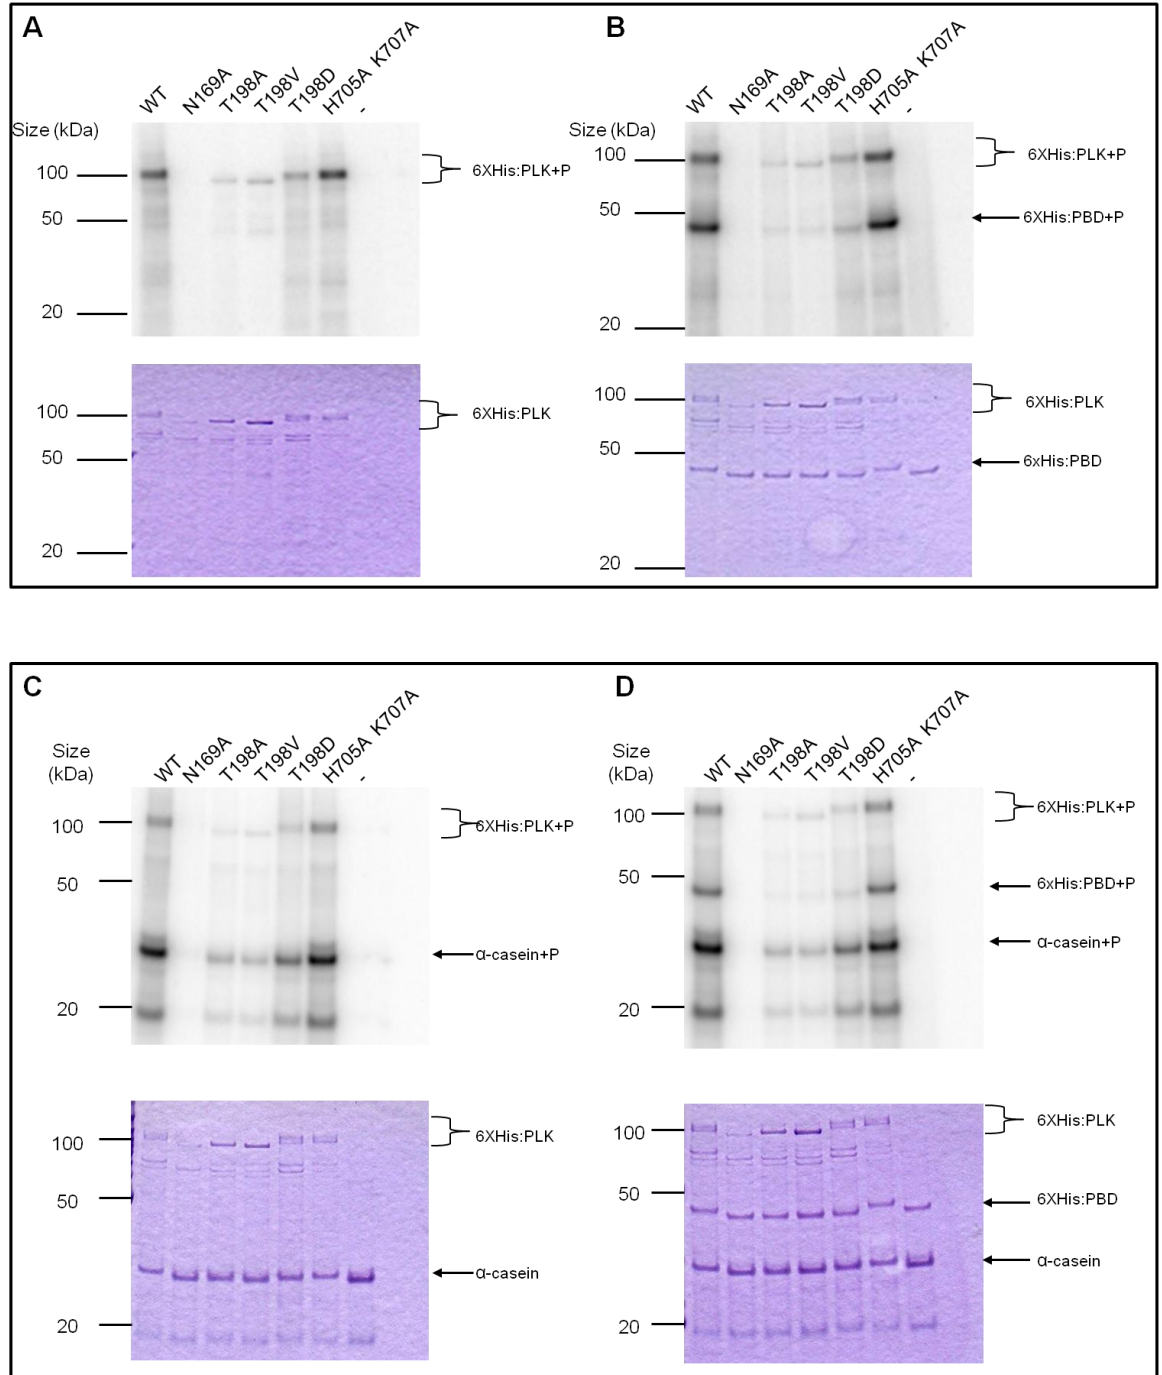 A
WT
N169A
T198A
T198V
T198D
H705A K707A
-
Size (kDa)
100
50
20
6XHis:PLK+P
100
50
20
6XHis:PLK
B
WT
N169A
T198A
T198V
T198D
H705A K707A
-
Size (kDa)
100
50
20
6XHis:PLK+P
6XHis:PBD+P
100
50
20
6XHis:PLK
6xHis:PBD
C
WT
N169A
T198A
T198V
T198D
H705A K707A
-
Size
(kDa)
100
50
20
6XHis:PLK+P
α-casein+P
100
50
20
6XHis:PLK
α-casein
D
WT
N169A
T198A
T198V
T198D
H705A K707A
-
Size
(kDa)
100
50
20
6XHis:PLK+P
6xHis:PBD+P
α-casein+P
100
50
20
6XHis:PLK
6XHis:PBD
α-casein